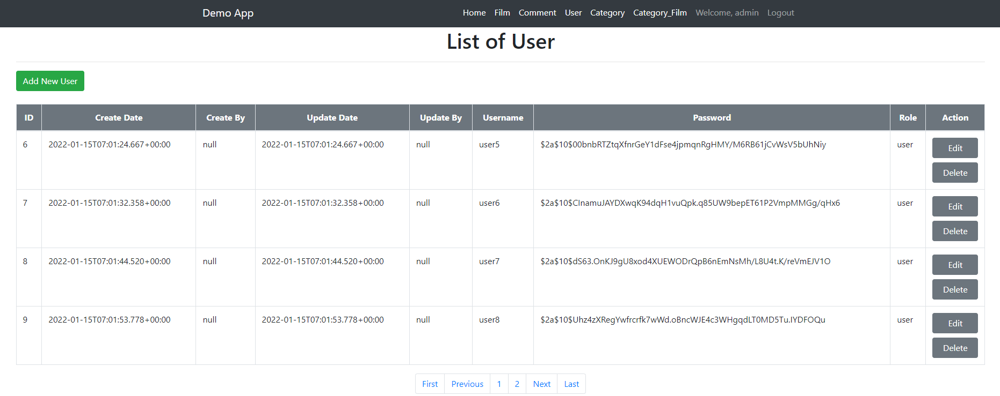 Demo App Home Film Comment User Category Category_Film Welcome, admin Logout
List of User
Add New User
ID Create Date Create By Update Date Update By Username Password Role Action
6 2022-01-15T07:01:24.667+00:00 null 2022-01-15T07:01:24.667+00:00 null user5 $2a$10$00bnbRTZtqXfnrGeY1dFse4jpmqnRgHMY/M6RB61jCvWsV5bUhNiy user Edit
Delete
7 2022-01-15T07:01:32.358+00:00 null 2022-01-15T07:01:32.358+00:00 null user6 $2a$10$CInamuJAYDXwqK94dqH1vuQpk.q85UW9bepET61P2VmpMMGg/qHx6 user Edit
Delete
8 2022-01-15T07:01:44.520+00:00 null 2022-01-15T07:01:44.520+00:00 null user7 $2a$10$dS63.OnKJ9gU8xod4XUEWODrQpB6nEmNsMh/L8U4t.K/reVmEJV1O user Edit
Delete
9 2022-01-15T07:01:53.778+00:00 null 2022-01-15T07:01:53.778+00:00 null user8 $2a$10$Uhz4zXRegYwfrcrfk7wWd.oBncWJE4c3WHgqdLT0MD5Tu.IYDFOQu user Edit
Delete
First Previous 1 2 Next Last